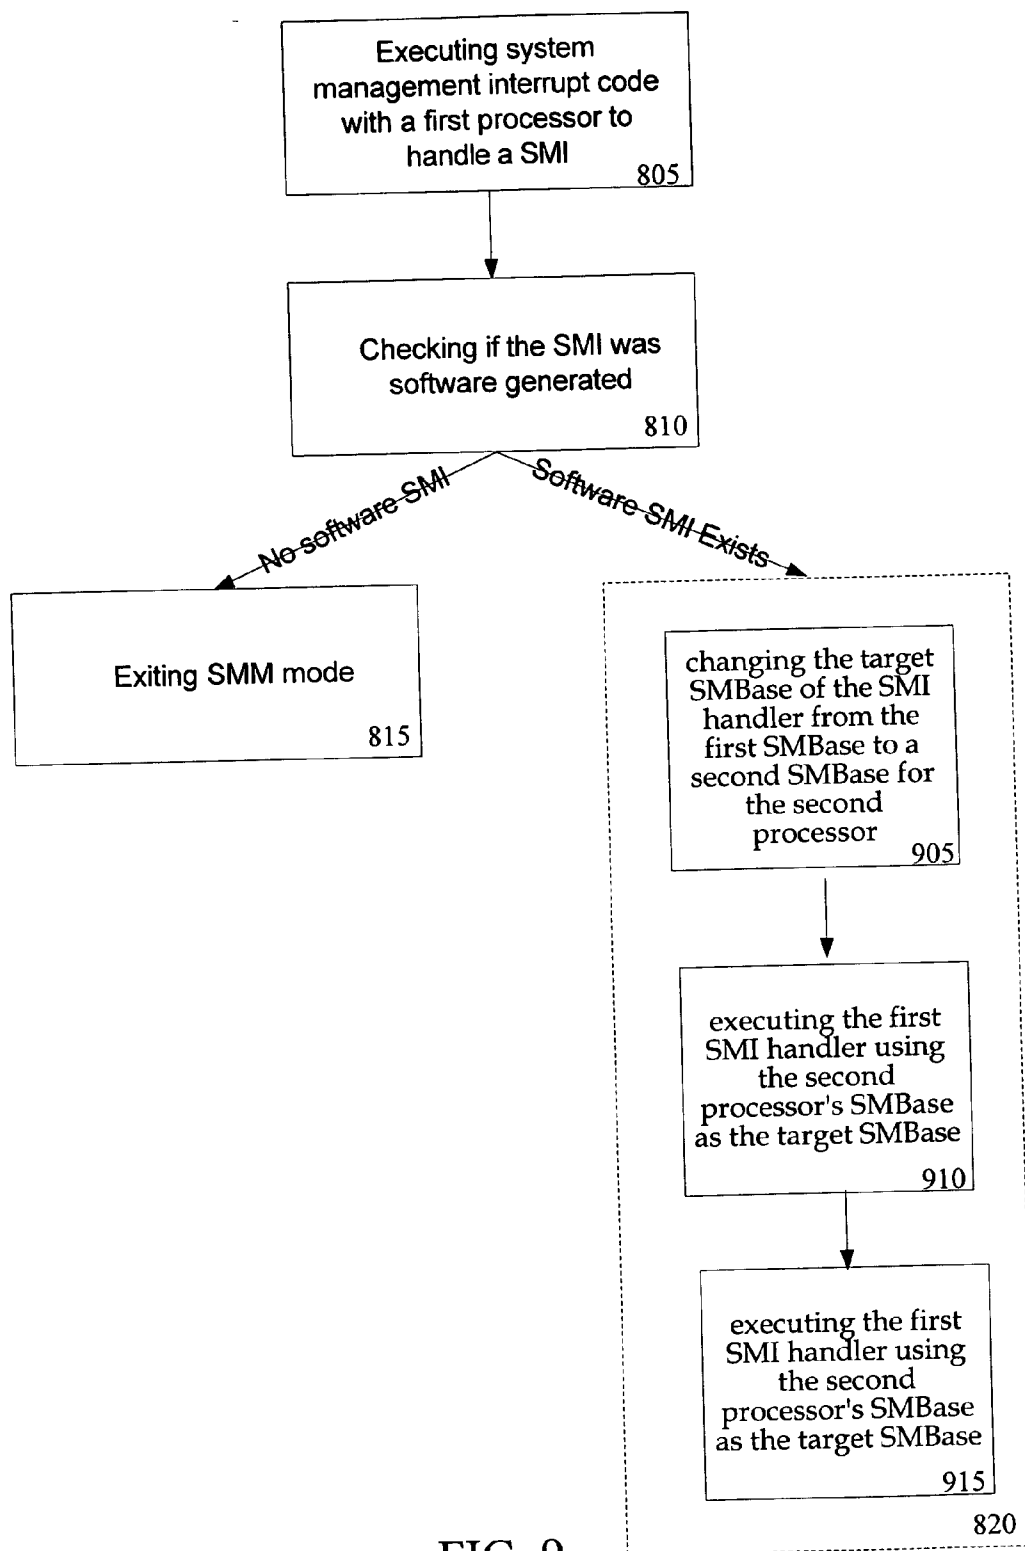 Executing system
management interrupt code
with a first processor to
handle a SMI
805
Checking if the SMI was
software generated
810
No software SMI
Software SMI Exists
Exiting SMM mode
815
changing the target
SMBase of the SMI
handler from the
first SMBase to a
second SMBase for
the second
processor
905
executing the first
SMI handler using
the second
processor's SMBase
as the target SMBase
910
executing the first
SMI handler using
the second
processor's SMBase
as the target SMBase
915
820
FIG. 9